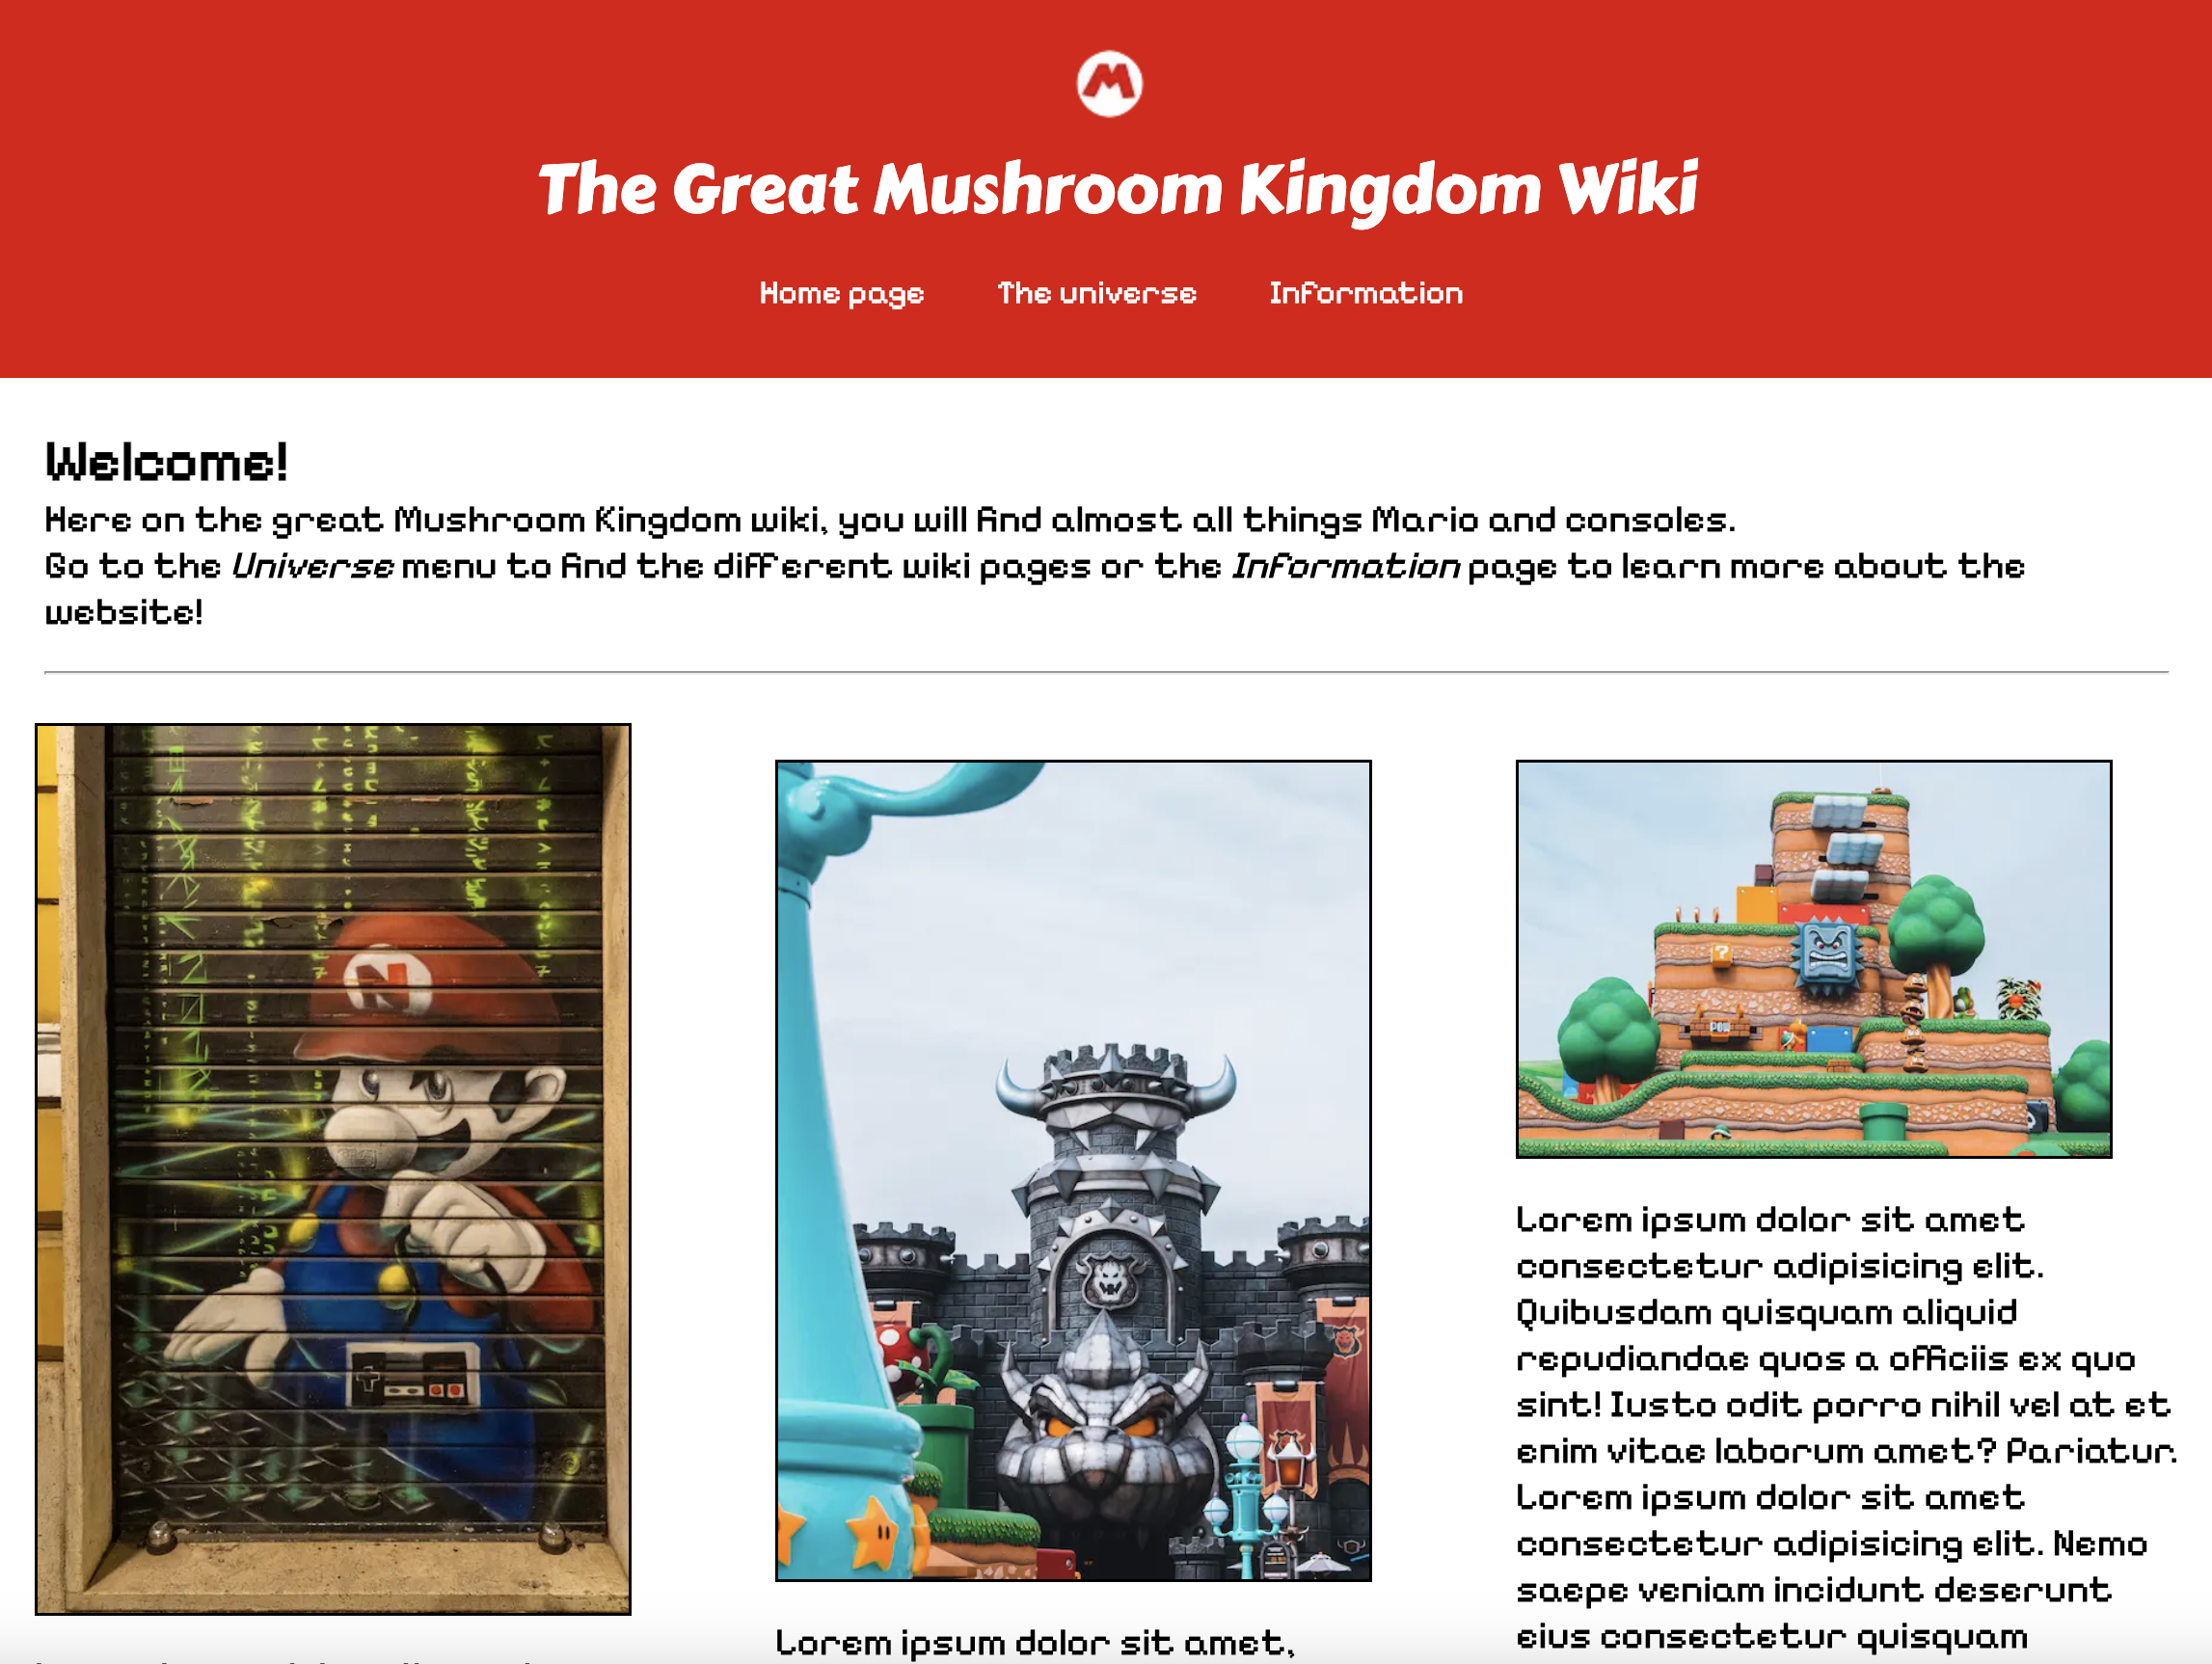 M
The Great Mushroom Kingdom Wiki
Home page The universe Information
Welcome!
Here on the great Mushroom Kingdom wiki, you will find almost all things Mario and consoles.
Go to the Universe menu to find the different wiki pages or the Information page to learn more about the
website!
N
?
POW
Lorem ipsum dolor sit amet
consectetur adipisicing elit.
Quibusdam quisquam aliquid
repudiandae quos a officiis ex quo
sint! Iusto odit porro nihil vel at et
enim vitae laborum amet? Pariatur.
Lorem ipsum dolor sit amet
consectetur adipisicing elit. Nemo
saepe veniam incidunt deserunt
eius consectetur quisquam
Lorem ipsum dolor sit amet,